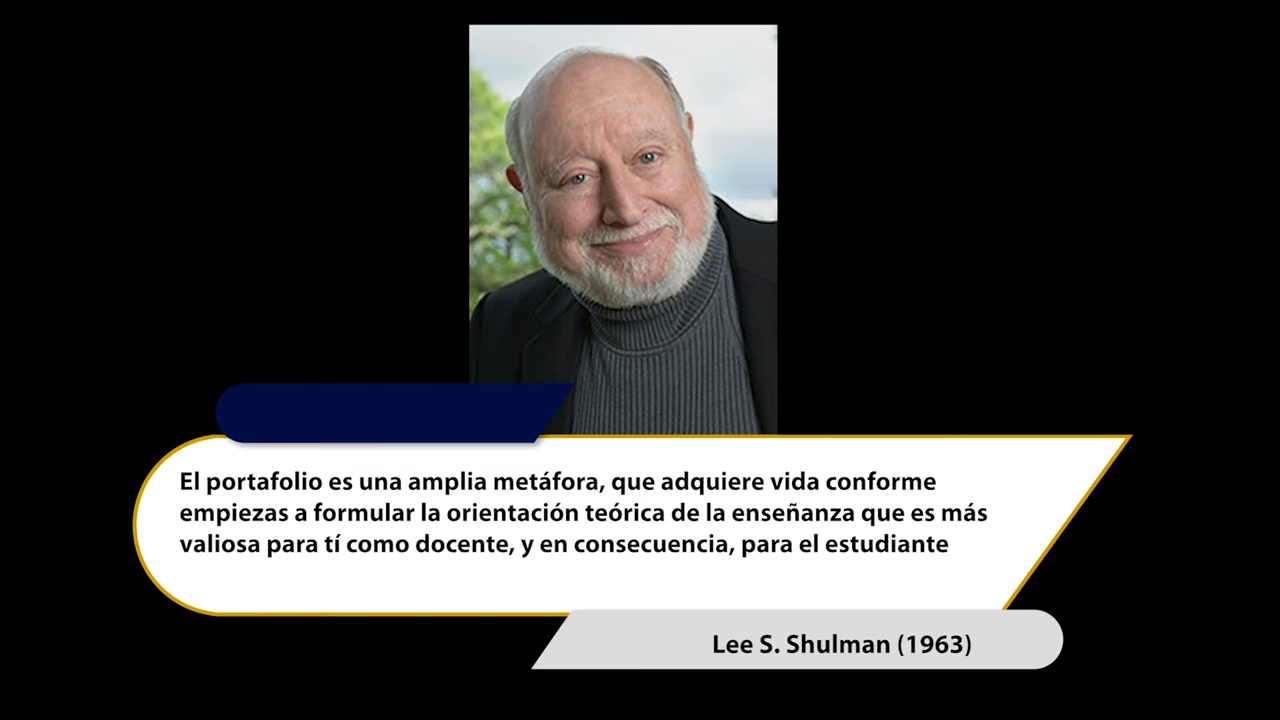 El portafolio es una amplia metáfora, que adquiere vida conforme
empiezas a formular la orientación teórica de la enseñanza que es más
valiosa para tí como docente, y en consecuencia, para el estudiante
Lee S. Shulman (1963)